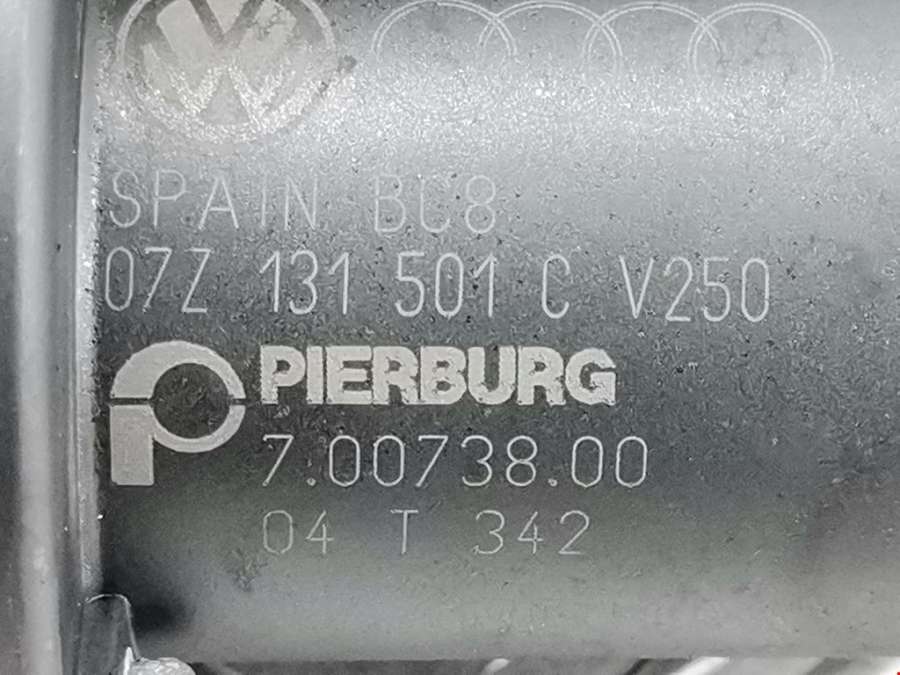 SPAIN BC8
07Z 131 501 C V250
PIERBURG
7.00738.00
04 T 342